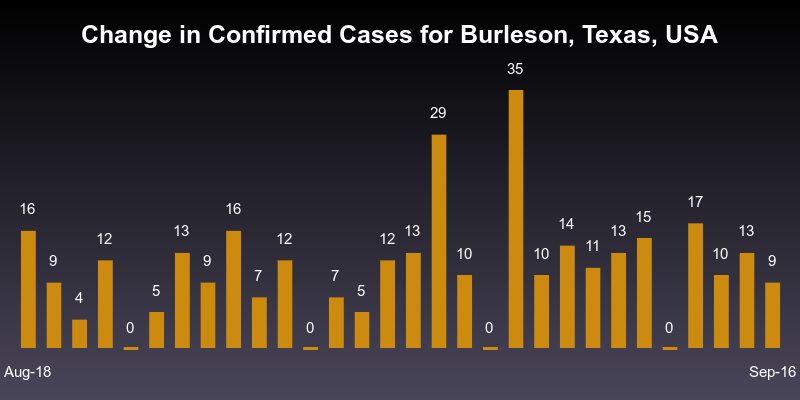 Change in Confirmed Cases for Burleson, Texas, USA
16 9 4 12 0 5 13 9 16 7 12 0 7 5 12 13 29 10 0 35 10 14 11 13 15 0 17 10 13 9
Aug-18 Sep-16